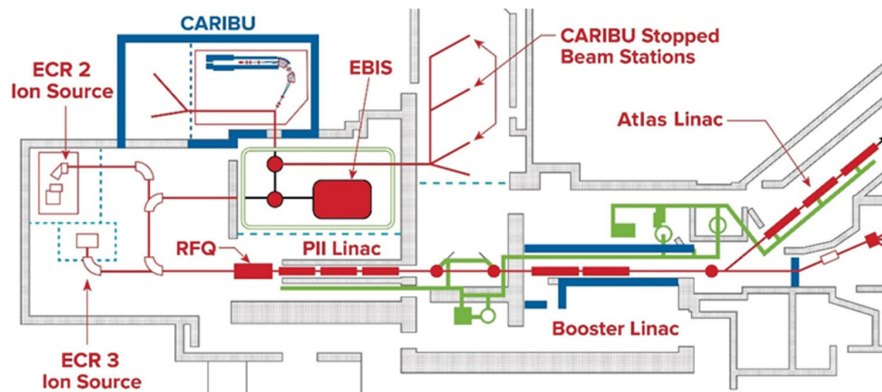 CARIBU
ECR 2
Ion Source
EBIS
CARIBU Stopped
Beam Stations
Atlas Linac
RFQ
PII Linac
Booster Linac
ECR 3
Ion Source